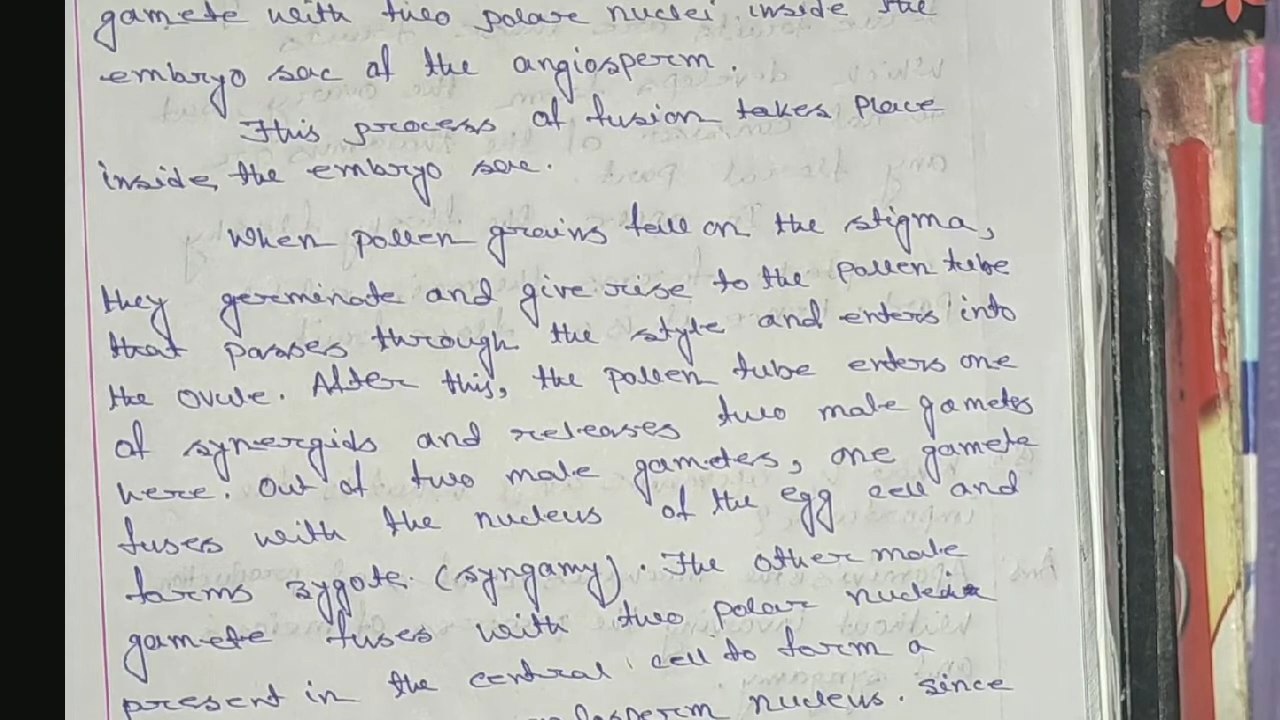 gamete with two polar nuclei inside the
embryo sac of the angiosperm.
This process of fusion takes place
inside the embryo sac.
When pollen grains fall on the stigma,
they germinate and give rise to the pollen tube
that passes through the style and enters into
the ovule. After this, the pollen tube enters one
of synergids and releases two male gametes
here. Out of two male gametes, one gamete
fuses with the nucleus of the egg cell and
forms zygote. (syngamy). The other male
gamete fuses with two polar nuclei
present in the central cell to form a
nucleus. since